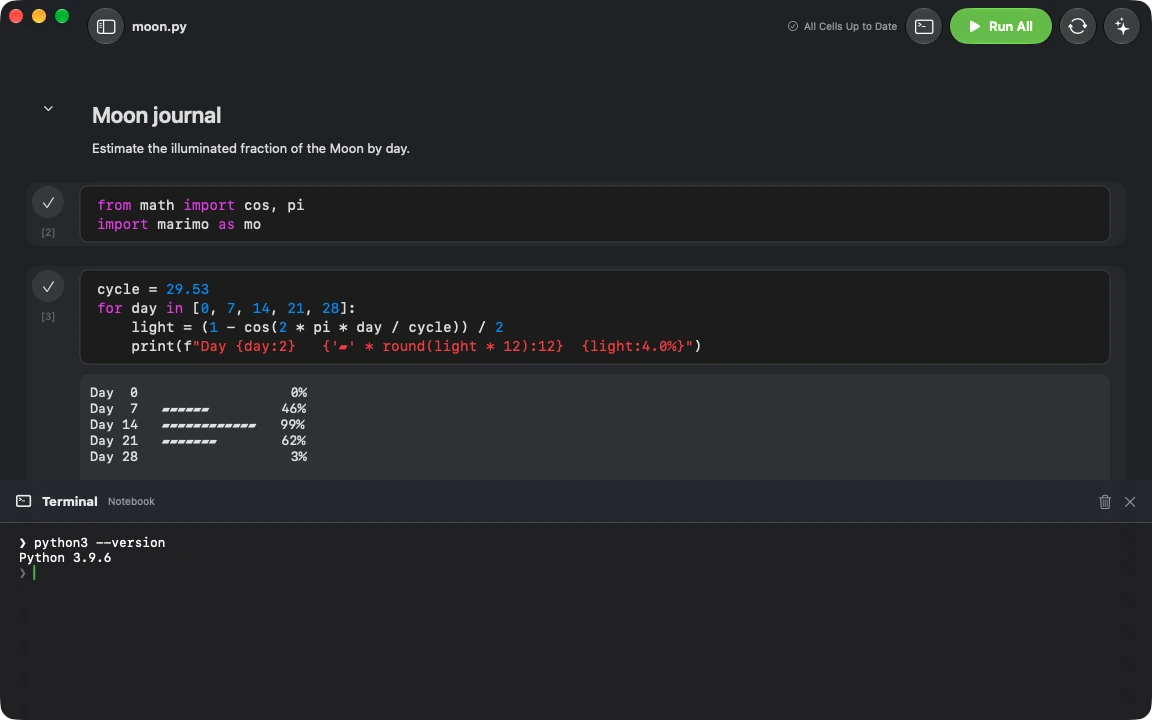 moon.py
All Cells Up to Date
Run All
Moon journal
Estimate the illuminated fraction of the Moon by day.
from math import cos, pi
import marimo as mo
[2]
cycle = 29.53
for day in [0, 7, 14, 21, 28]:
    light = (1 - cos(2 * pi * day / cycle)) / 2
    print(f"Day {day:2}   {'▰' * round(light * 12):12}  {light:4.0%}")
[3]
Day  0                   0%
Day  7   ▰▰▰▰▰▰         46%
Day 14   ▰▰▰▰▰▰▰▰▰▰▰▰   99%
Day 21   ▰▰▰▰▰▰▰        62%
Day 28                   3%
Terminal Notebook
❯ python3 --version
Python 3.9.6
❯